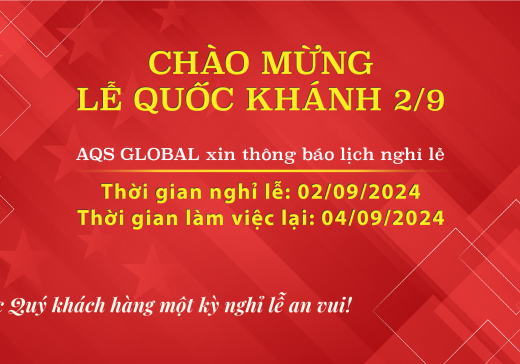 CHÀO MỪNG
LỄ QUỐC KHÁNH 2/9
AQS GLOBAL xin thông báo lịch nghỉ lễ
Thời gian nghỉ lễ: 02/09/2024
Thời gian làm việc lại: 04/09/2024
Quý khách hàng một kỳ nghỉ lễ an vui!